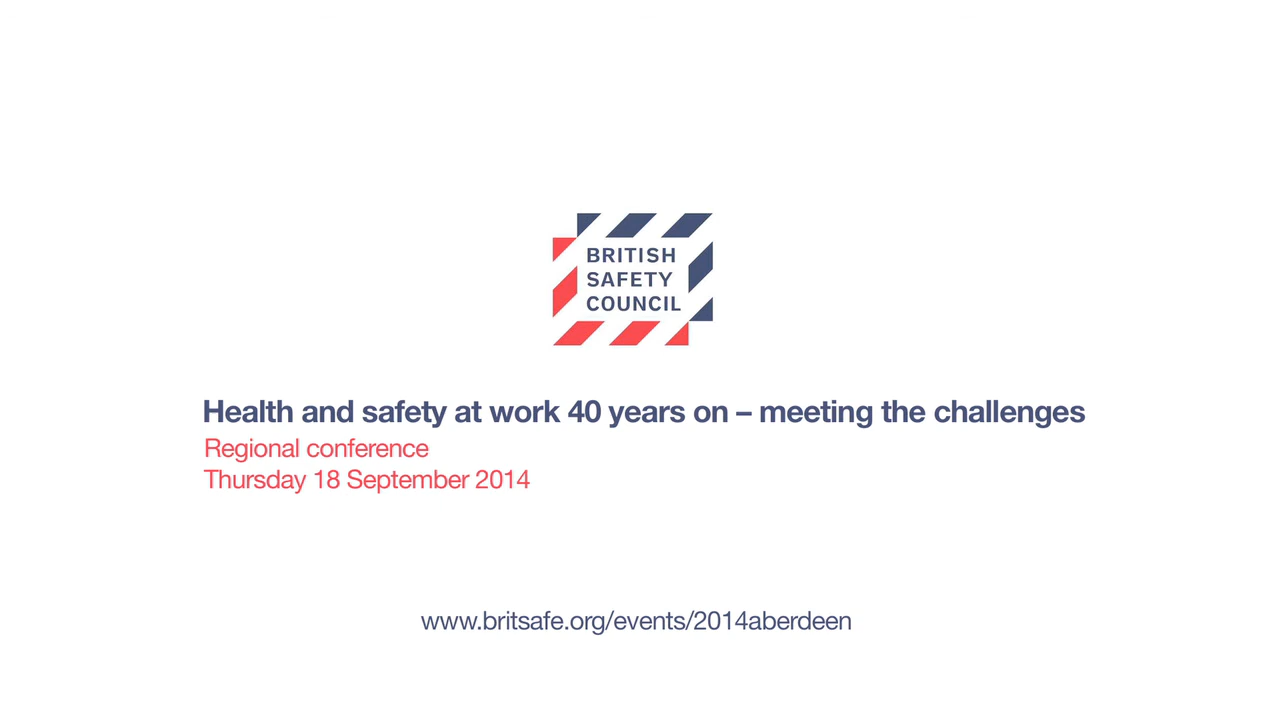 BRITISH
SAFETY
COUNCIL
Health and safety at work 40 years on – meeting the challenges
Regional conference
Thursday 18 September 2014
www.britsafe.org/events/2014aberdeen